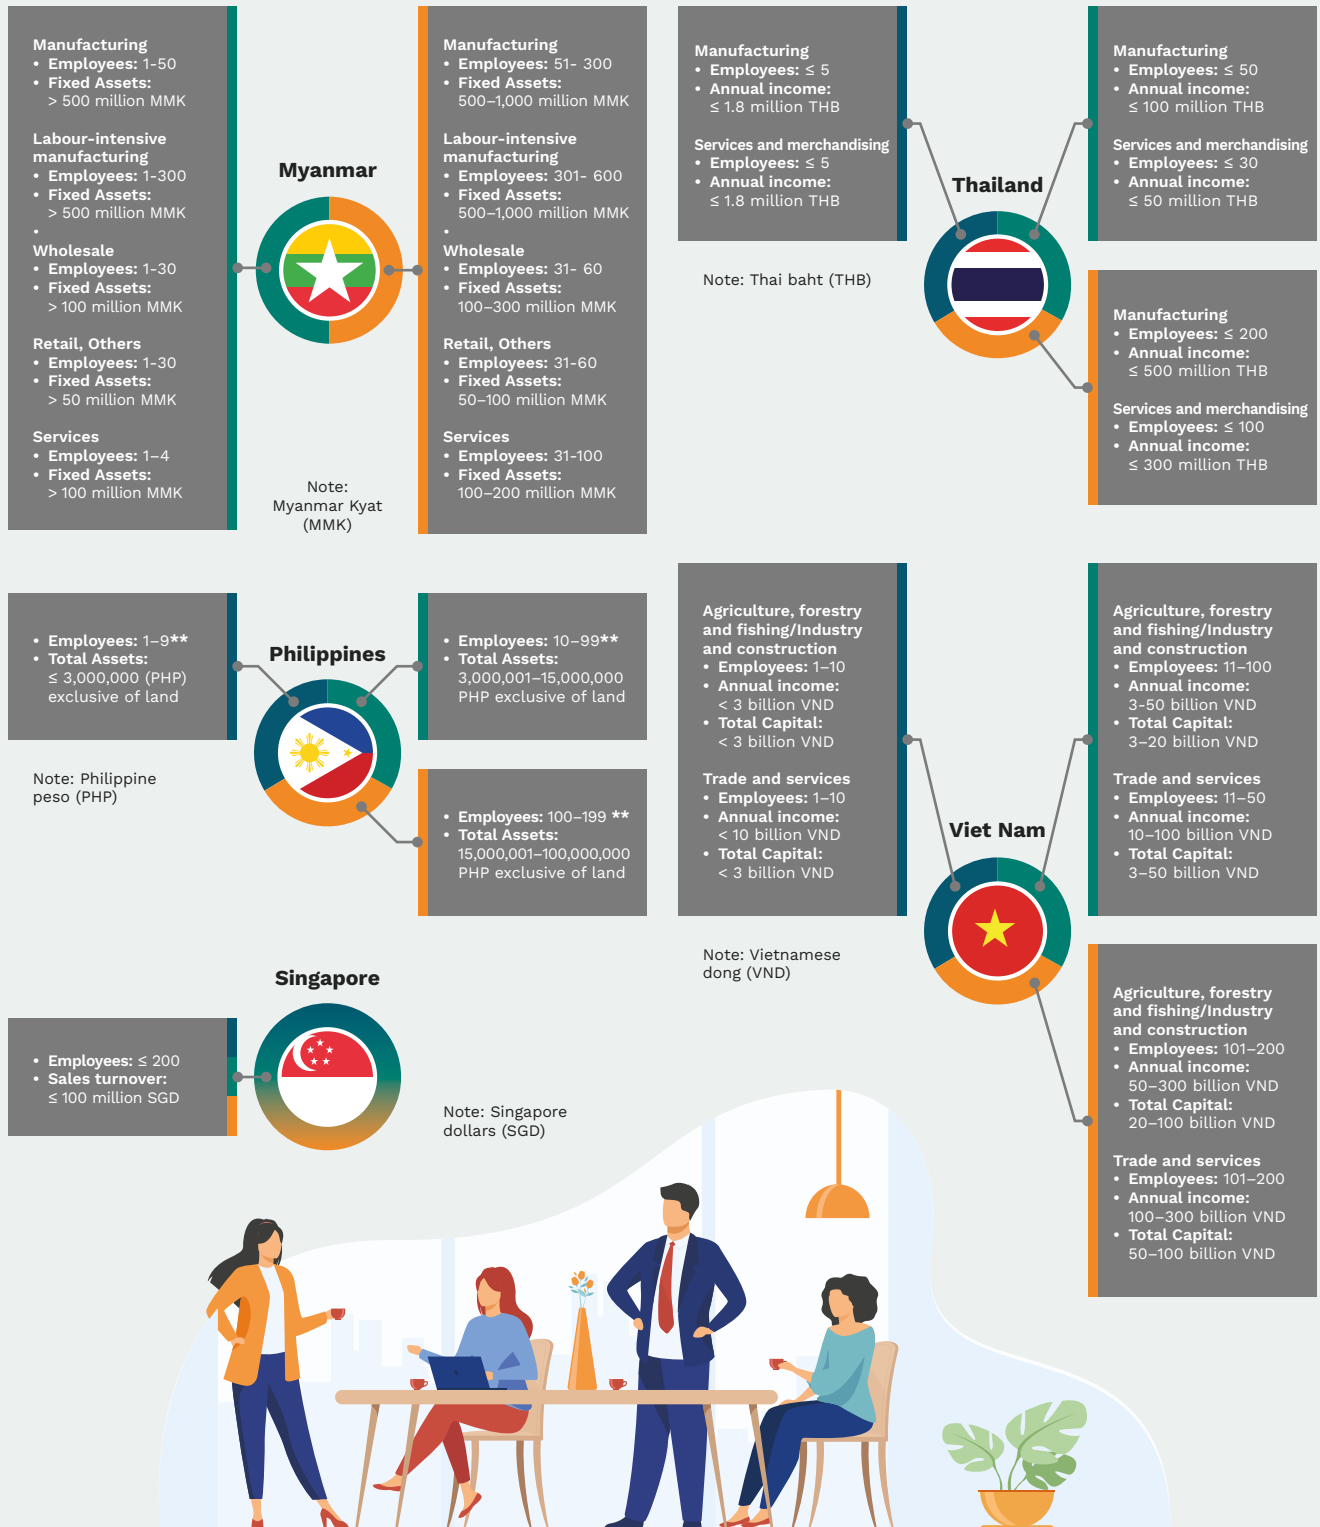 Manufacturing
• Employees: 1-50
• Fixed Assets:
> 500 million MMK
Labour-intensive
manufacturing
• Employees: 1-300
• Fixed Assets:
> 500 million MMK
•
Wholesale
• Employees: 1-30
• Fixed Assets:
> 100 million MMK
Retail, Others
• Employees: 1-30
• Fixed Assets:
> 50 million MMK
Services
• Employees: 1–4
• Fixed Assets:
> 100 million MMK
Myanmar
Note:
Myanmar Kyat
(MMK)
Manufacturing
• Employees: 51- 300
• Fixed Assets:
500–1,000 million MMK
Labour-intensive
manufacturing
• Employees: 301- 600
• Fixed Assets:
500–1,000 million MMK
•
Wholesale
• Employees: 31- 60
• Fixed Assets:
100–300 million MMK
Retail, Others
• Employees: 31-60
• Fixed Assets:
50–100 million MMK
Services
• Employees: 31-100
• Fixed Assets:
100–200 million MMK
Manufacturing
• Employees: ≤ 5
• Annual income:
≤ 1.8 million THB
Services and merchandising
• Employees: ≤ 5
• Annual income:
≤ 1.8 million THB
Note: Thai baht (THB)
Thailand
Manufacturing
• Employees: ≤ 50
• Annual income:
≤ 100 million THB
Services and merchandising
• Employees: ≤ 30
• Annual income:
≤ 50 million THB
Manufacturing
• Employees: ≤ 200
• Annual income:
≤ 500 million THB
Services and merchandising
• Employees: ≤ 100
• Annual income:
≤ 300 million THB
• Employees: 1–9**
• Total Assets:
≤ 3,000,000 (PHP)
exclusive of land
Note: Philippine
peso (PHP)
Philippines
• Employees: 10–99**
• Total Assets:
3,000,001–15,000,000
PHP exclusive of land
• Employees: 100–199 **
• Total Assets:
15,000,001–100,000,000
PHP exclusive of land
Agriculture, forestry
and fishing/Industry
and construction
• Employees: 1–10
• Annual income:
< 3 billion VND
• Total Capital:
< 3 billion VND
Trade and services
• Employees: 1–10
• Annual income:
< 10 billion VND
• Total Capital:
< 3 billion VND
Note: Vietnamese
dong (VND)
Viet Nam
Agriculture, forestry
and fishing/Industry
and construction
• Employees: 11–100
• Annual income:
3-50 billion VND
• Total Capital:
3–20 billion VND
Trade and services
• Employees: 11–50
• Annual income:
10–100 billion VND
• Total Capital:
3–50 billion VND
Agriculture, forestry
and fishing/Industry
and construction
• Employees: 101–200
• Annual income:
50–300 billion VND
• Total Capital:
20–100 billion VND
Trade and services
• Employees: 101–200
• Annual income:
100–300 billion VND
• Total Capital:
50–100 billion VND
Singapore
• Employees: ≤ 200
• Sales turnover:
≤ 100 million SGD
Note: Singapore
dollars (SGD)